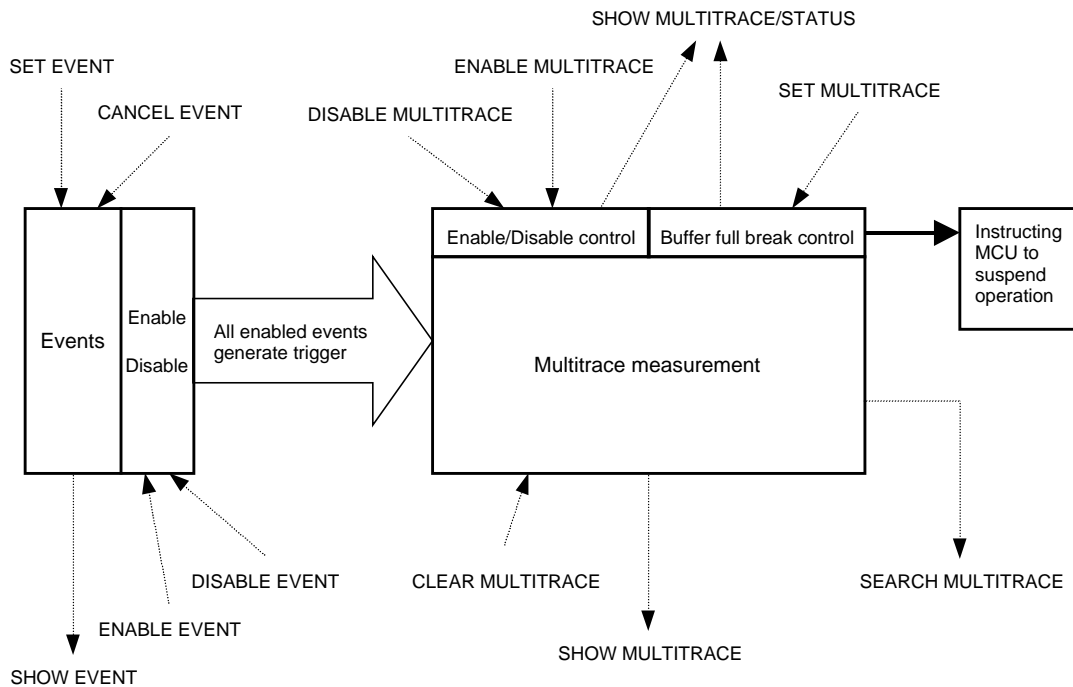 SHOW MULTITRACE/STATUS
SET EVENT
ENABLE MULTITRACE
SET MULTITRACE
CANCEL EVENT
DISABLE MULTITRACE
Enable/Disable control
Buffer full break control
Instructing
MCU to
suspend
operation
Events
Enable
Disable
All enabled events
generate trigger
Multitrace measurement
DISABLE EVENT
CLEAR MULTITRACE
SEARCH MULTITRACE
ENABLE EVENT
SHOW MULTITRACE
SHOW EVENT